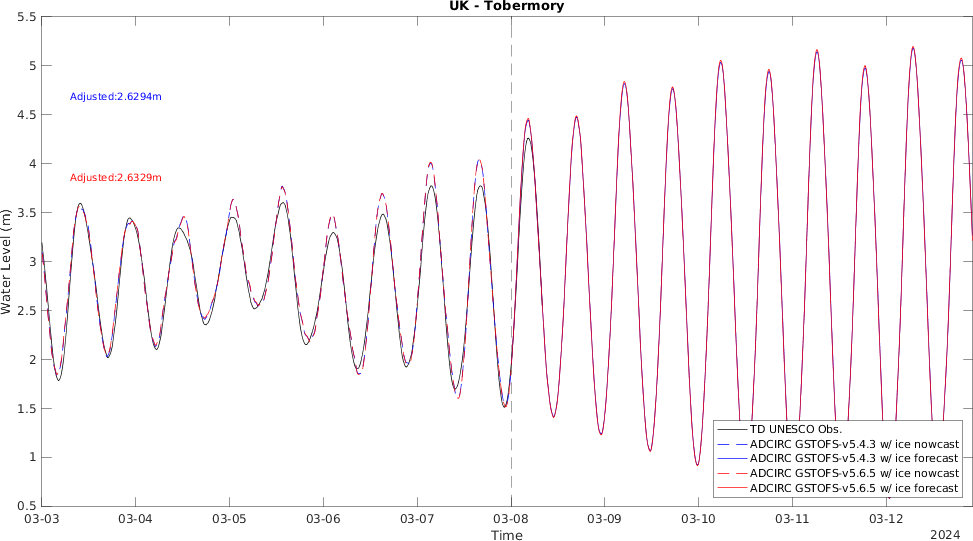 UK - Tobermory
5.5
5
4.5
4
3.5
3
2.5
2
1.5
1
0.5
Water Level (m)
Adjusted:2.6294m
Adjusted:2.6329m
TD UNESCO Obs.
ADCIRC GSTOFS-v5.4.3 w/ ice nowcast
ADCIRC GSTOFS-v5.4.3 w/ ice forecast
ADCIRC GSTOFS-v5.6.5 w/ ice nowcast
ADCIRC GSTOFS-v5.6.5 w/ ice forecast
03-03 03-04 03-05 03-06 03-07 03-08 03-09 03-10 03-11 03-12
Time
2024